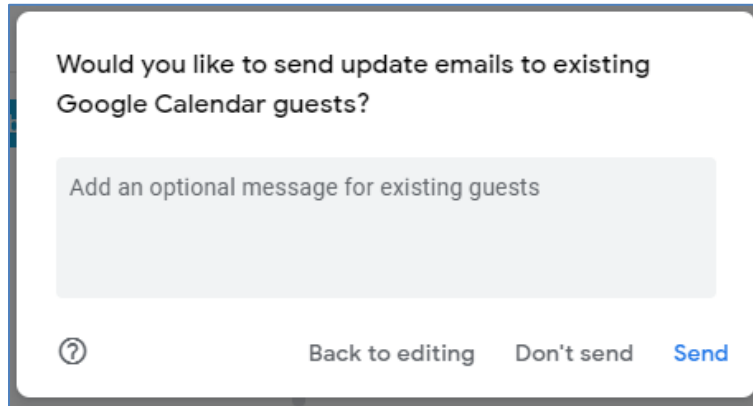 Would you like to send update emails to existing
Google Calendar guests?
Add an optional message for existing guests
Back to editing Don't send Send